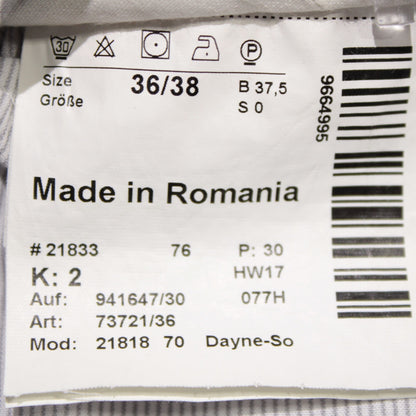 30 P
Size 36/38 B 37,5
Größe S 0
9664995
Made in Romania
# 21833 76 P: 30
K: 2 HW17
Auf: 941647/30 077H
Art: 73721/36
Mod: 21818 70 Dayne-So